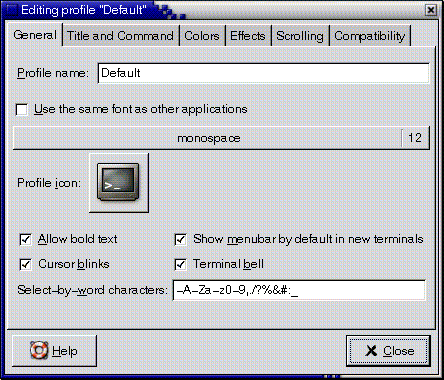 Editing profile "Default"
General Title and Command Colors Effects Scrolling Compatibility
Profile name: Default
Use the same font as other applications
monospace 12
Profile icon:
>_
Allow bold text Show menubar by default in new terminals
Cursor blinks Terminal bell
Select-by-word characters: -A-Za-z0-9,./?%&#:_
Help Close